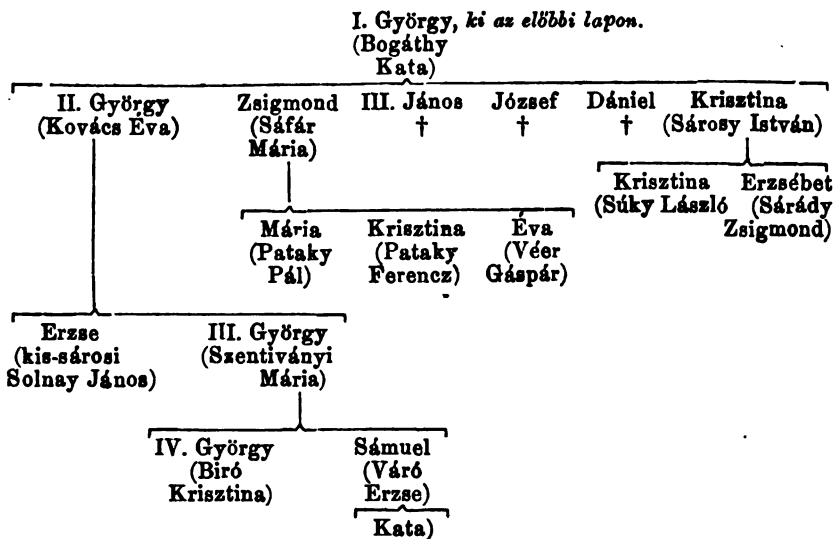 I. György, ki az előbbi lapon.
(Bogáthy
Kata)
II. György Zsigmond III. János József Dániel Krisztina
(Kovács Éva) (Sáfár † † † (Sárosy István)
Mária)
Krisztina Erzsébet
(Súky László (Sárády
Zsigmond)
Mária Krisztina Éva
(Pataky (Pataky (Véer
Pál) Ferencz) Gáspár)
Erzse III. György
(kis-sárosi (Szentiványi
Solnay János) Mária)
IV. György Sámuel
(Biró (Váró
Krisztina) Erzse)
Kata)